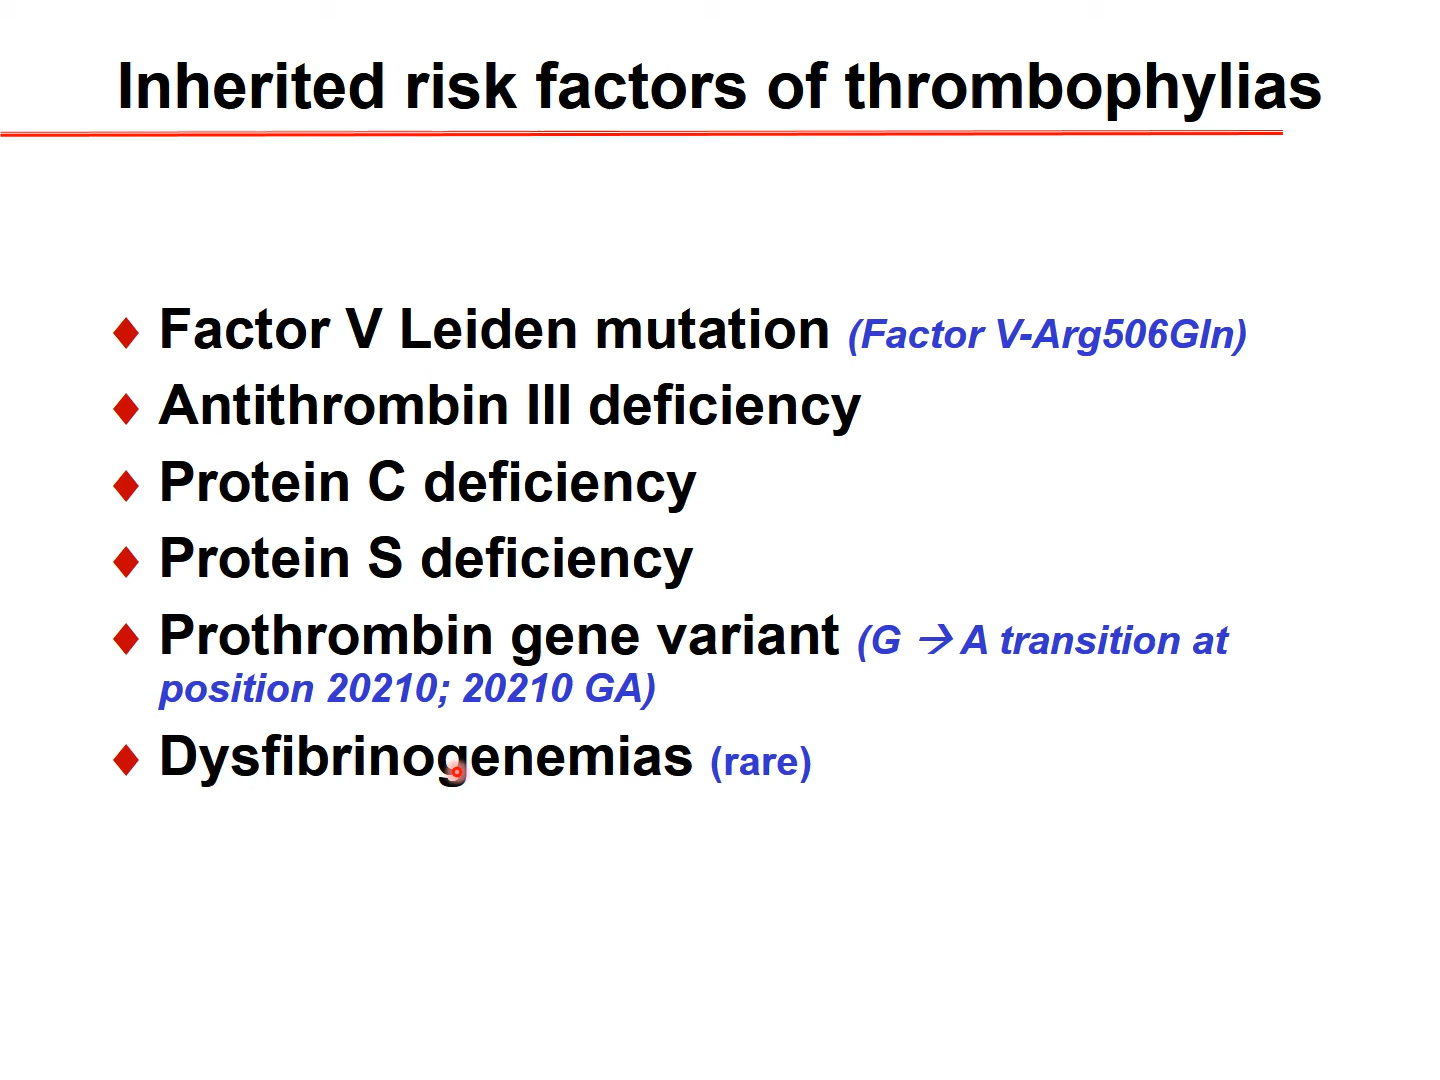 Inherited risk factors of thrombophylias
♦ Factor V Leiden mutation (Factor V-Arg506Gln)
♦ Antithrombin III deficiency
♦ Protein C deficiency
♦ Protein S deficiency
♦ Prothrombin gene variant (G → A transition at
position 20210; 20210 GA)
♦ Dysfibrinogenemias (rare)